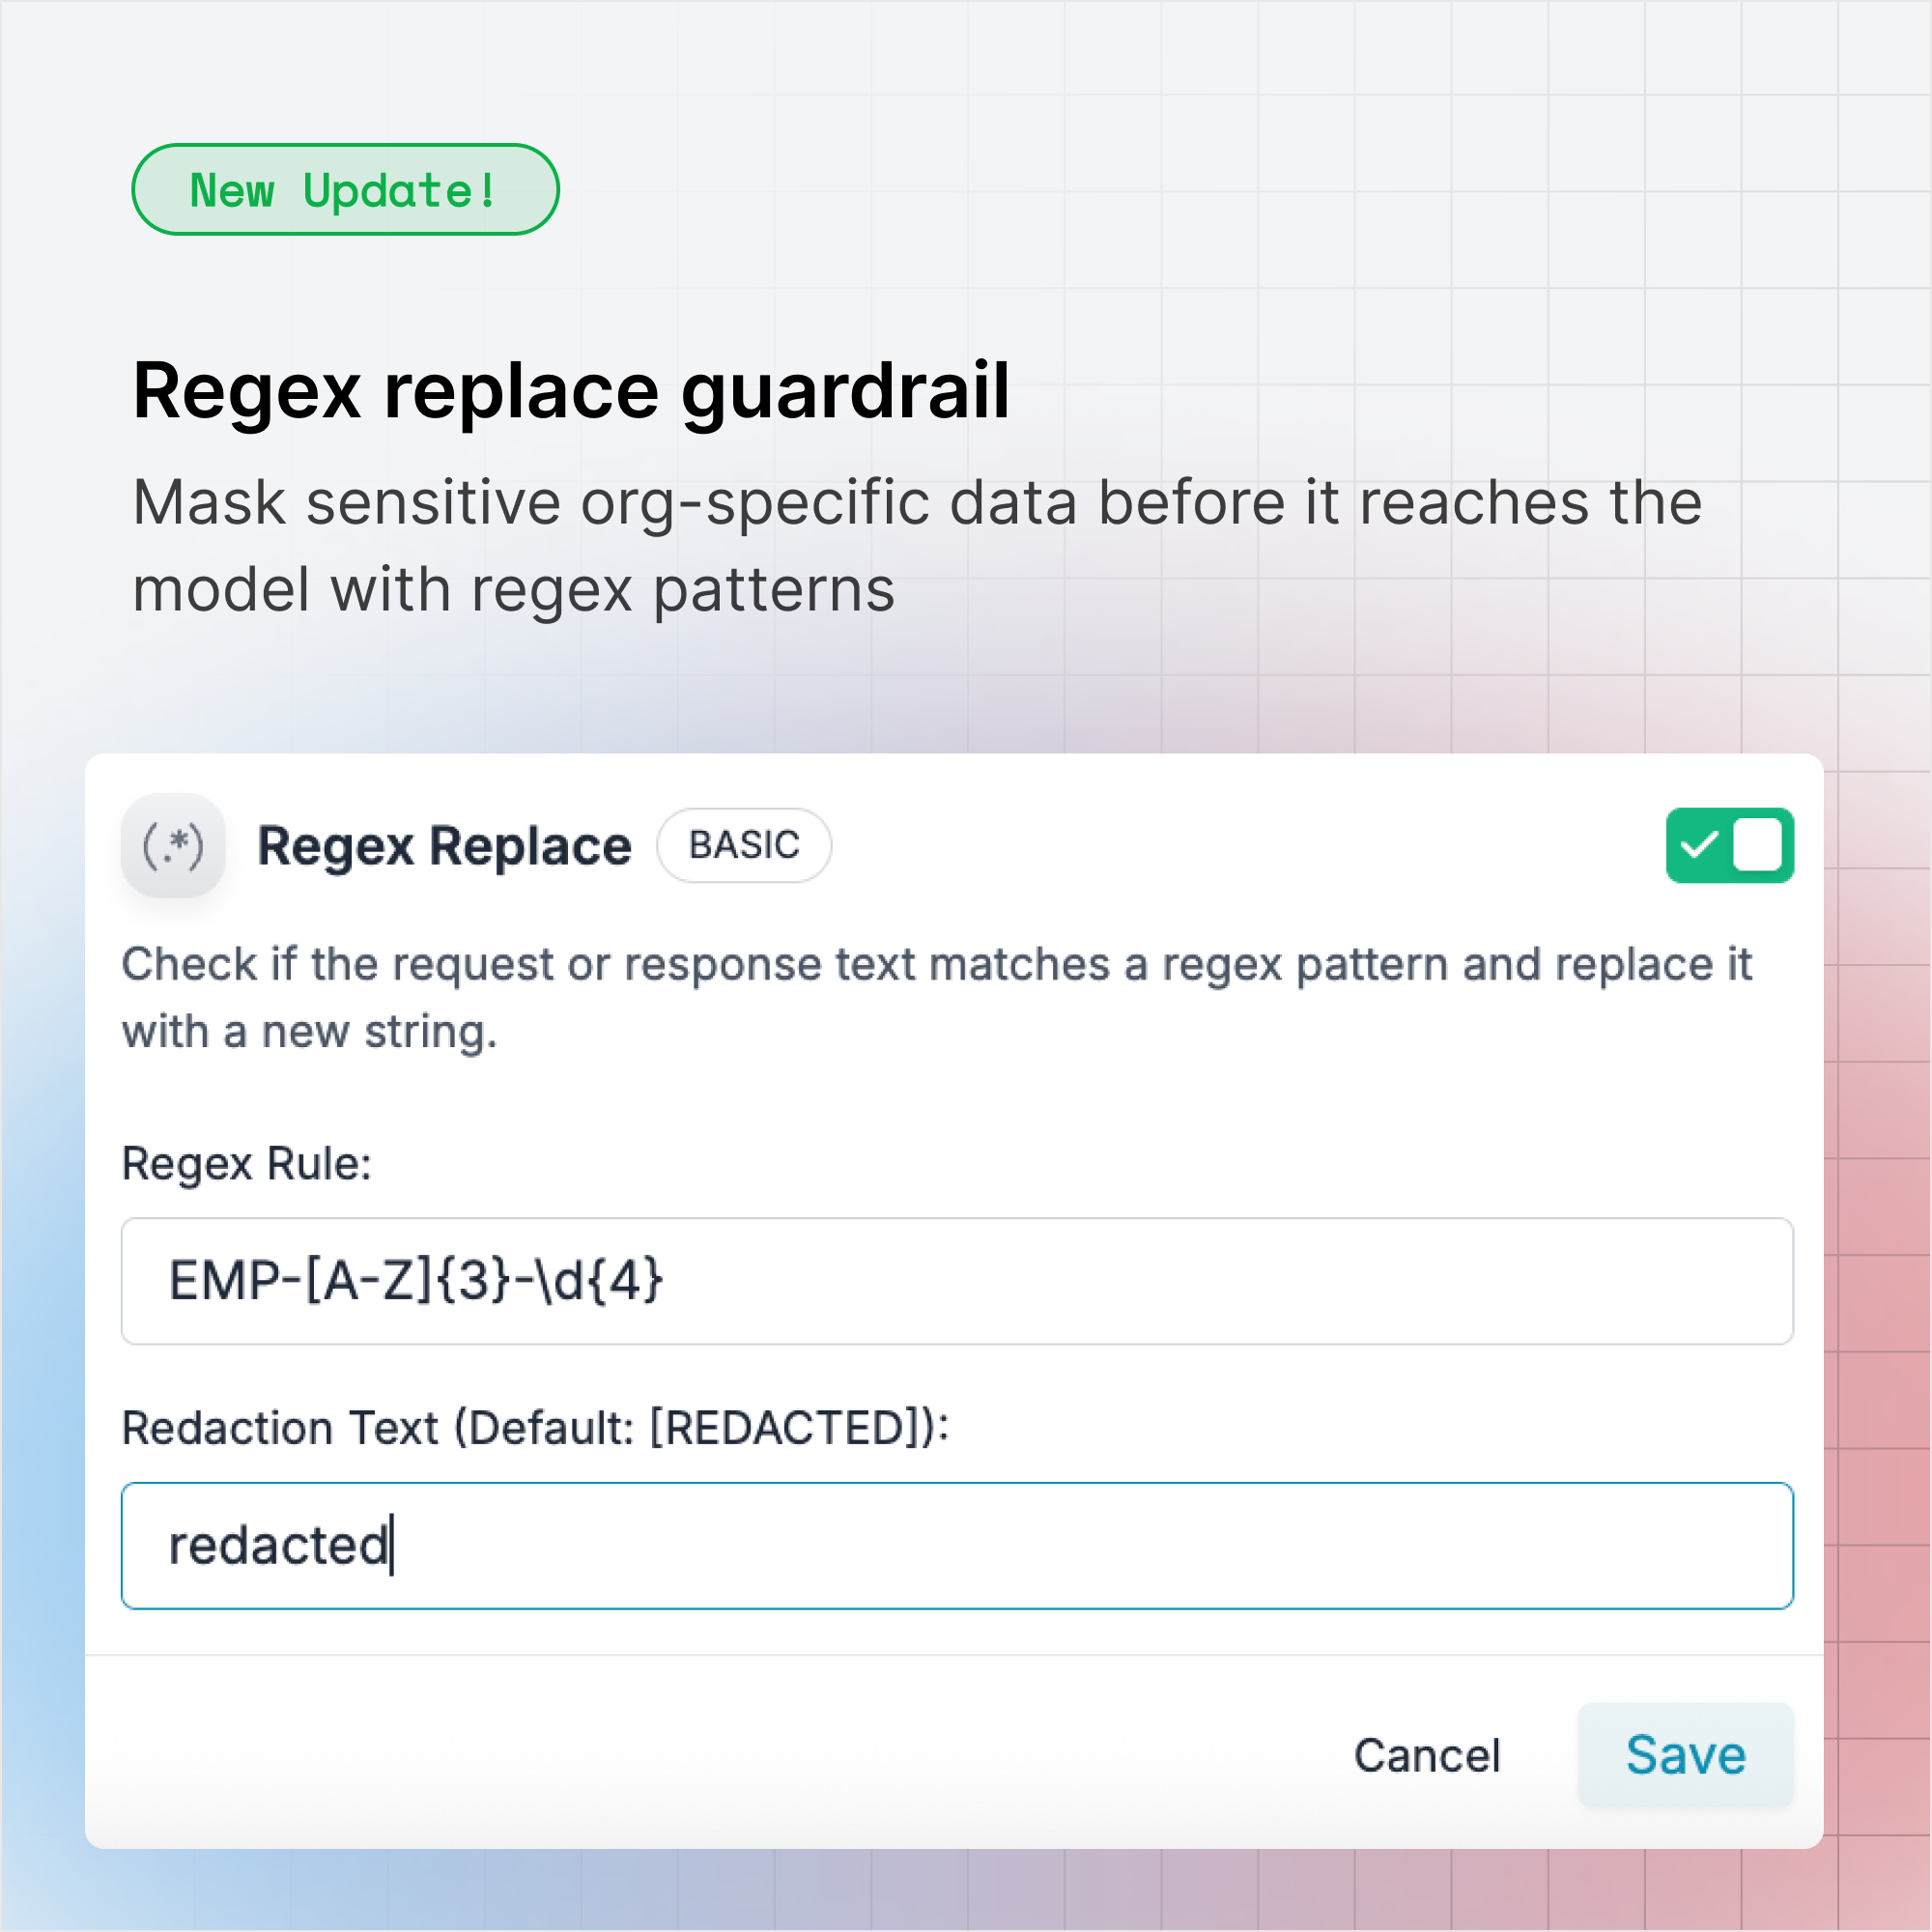 New Update!
Regex replace guardrail
Mask sensitive org-specific data before it reaches the
model with regex patterns
(.*) Regex Replace BASIC
Check if the request or response text matches a regex pattern and replace it
with a new string.
Regex Rule:
EMP-[A-Z]{3}-\d{4}
Redaction Text (Default: [REDACTED]):
redacted
Cancel Save